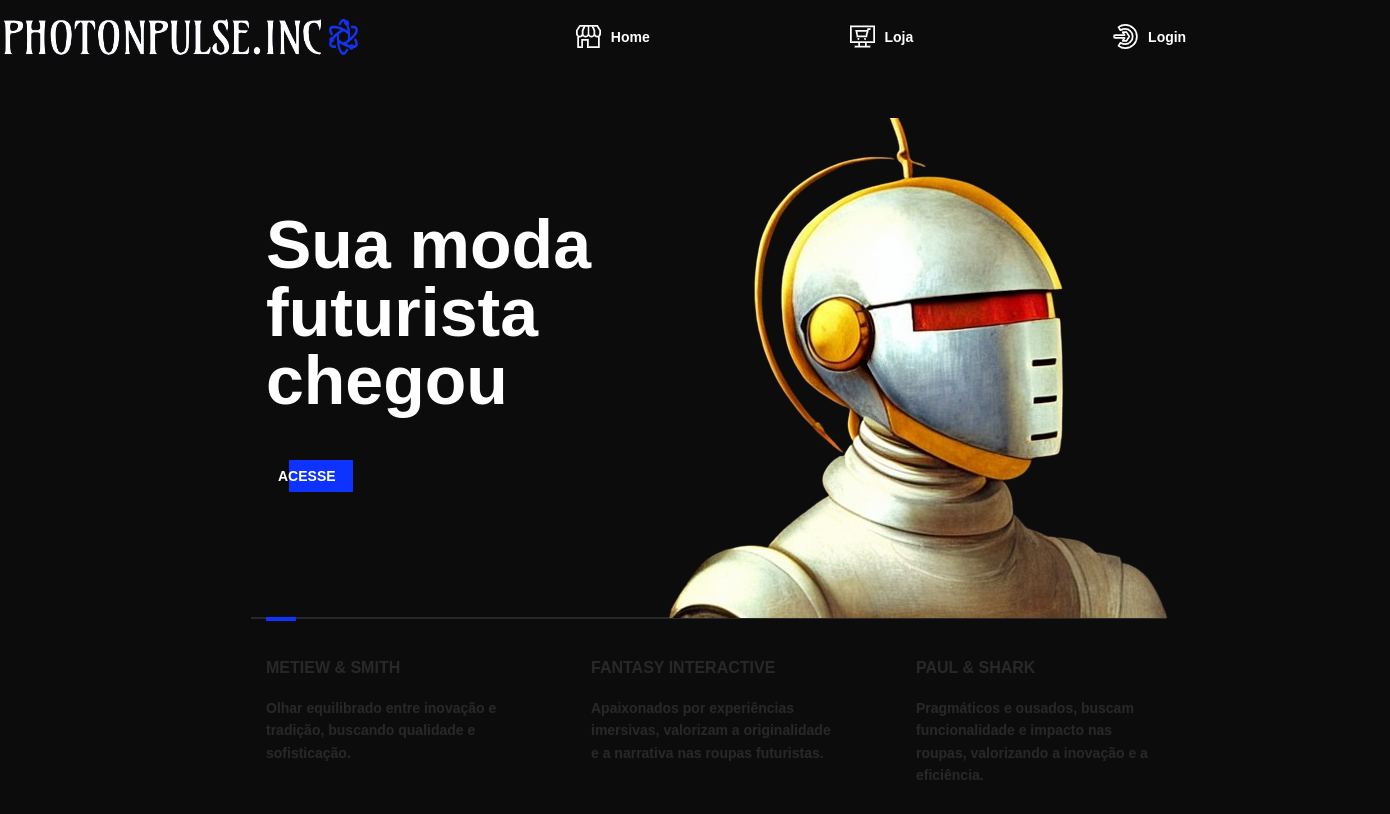 PHOTONPULSE.INC
Home
Loja
Login
Sua moda
futurista
chegou
ACESSE
METIEW & SMITH
Olhar equilibrado entre inovação e
tradição, buscando qualidade e
sofisticação.
FANTASY INTERACTIVE
Apaixonados por experiências
imersivas, valorizam a originalidade
e a narrativa nas roupas futuristas.
PAUL & SHARK
Pragmáticos e ousados, buscam
funcionalidade e impacto nas
roupas, valorizando a inovação e a
eficiência.